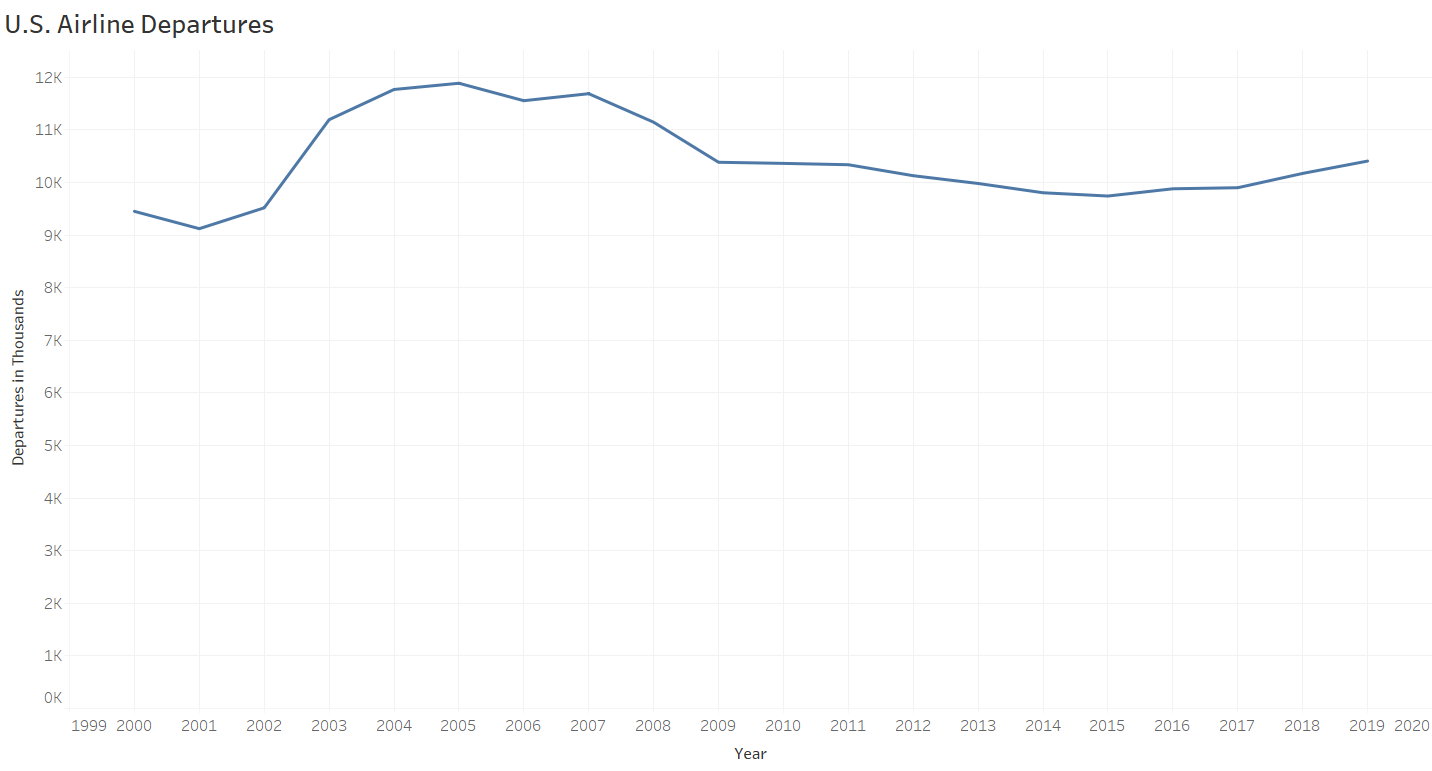 U.S. Airline Departures
12K
11K
10K
9K
8K
7K
6K
5K
4K
3K
2K
1K
0K
Departures in Thousands
1999 2000 2001 2002 2003 2004 2005 2006 2007 2008 2009 2010 2011 2012 2013 2014 2015 2016 2017 2018 2019 2020
Year